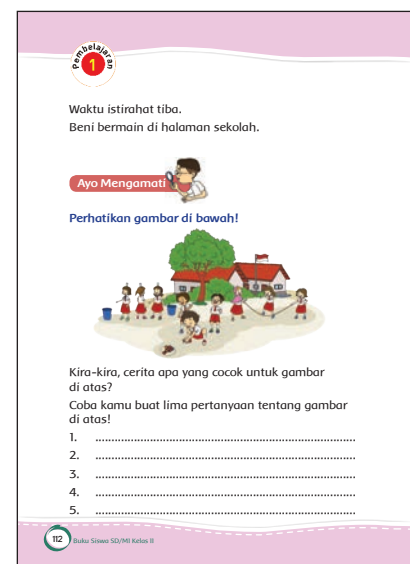 Pembelajaran
1
Waktu istirahat tiba.
Beni bermain di halaman sekolah.
Ayo Mengamati
Perhatikan gambar di bawah!
Kira-kira, cerita apa yang cocok untuk gambar
di atas?
Coba kamu buat lima pertanyaan tentang gambar
di atas!
1. ..................................................................................
2. ..................................................................................
3. ..................................................................................
4. ..................................................................................
5. ..................................................................................
112 Buku Siswa SD/MI Kelas II